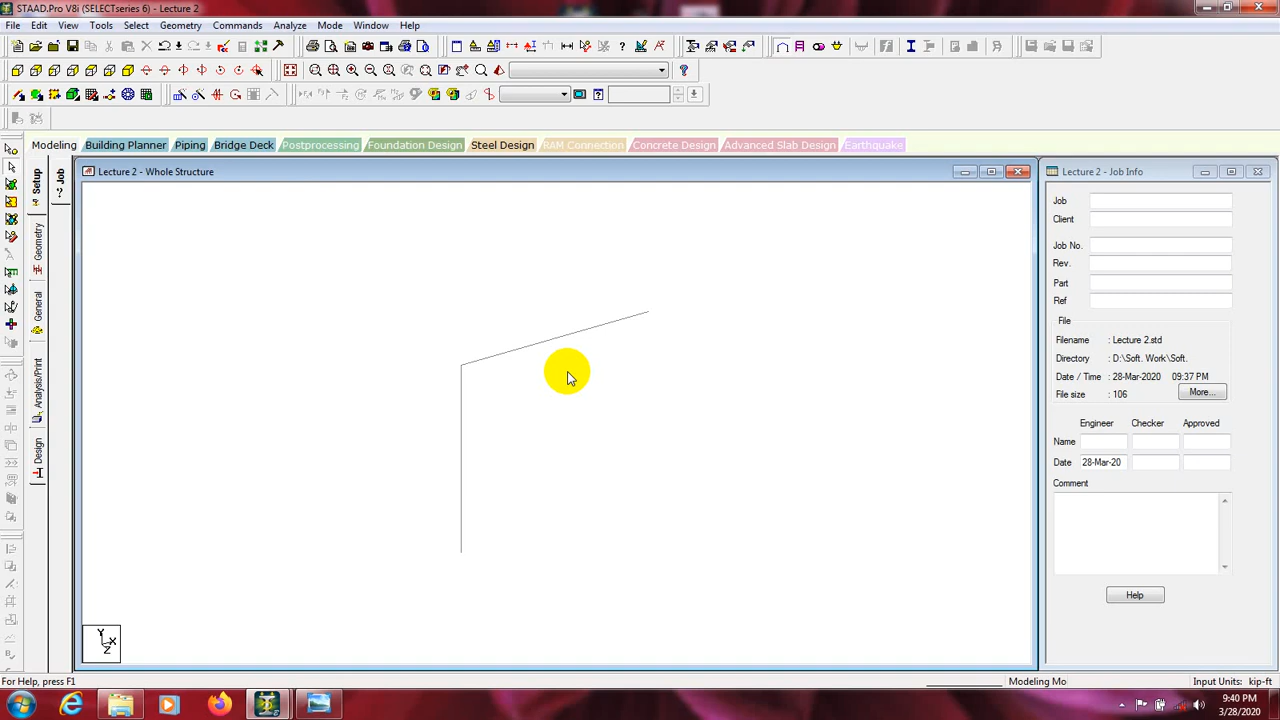 STAAD.Pro V8i (SELECTseries 6) - Lecture 2
File Edit View Tools Select Geometry Commands Analyze Mode Window Help
Modeling Building Planner Piping Bridge Deck Postprocessing Foundation Design Steel Design RAM Connection Concrete Design Advanced Slab Design Earthquake
Setup
Geometry
General
Analysis/Print
Design
Job
Lecture 2 - Whole Structure
Y
X
Z
Lecture 2 - Job Info
Job
Client
Job No.
Rev.
Part
Ref
File
Filename : Lecture 2.std
Directory : D:\Soft. Work\Soft.
Date / Time : 28-Mar-2020 09:37 PM
File size : 106 More...
Engineer Checker Approved
Name
Date 28-Mar-20
Comment
Help
For Help, press F1 Modeling Mo Input Units: kip-ft
9:40 PM
3/28/2020